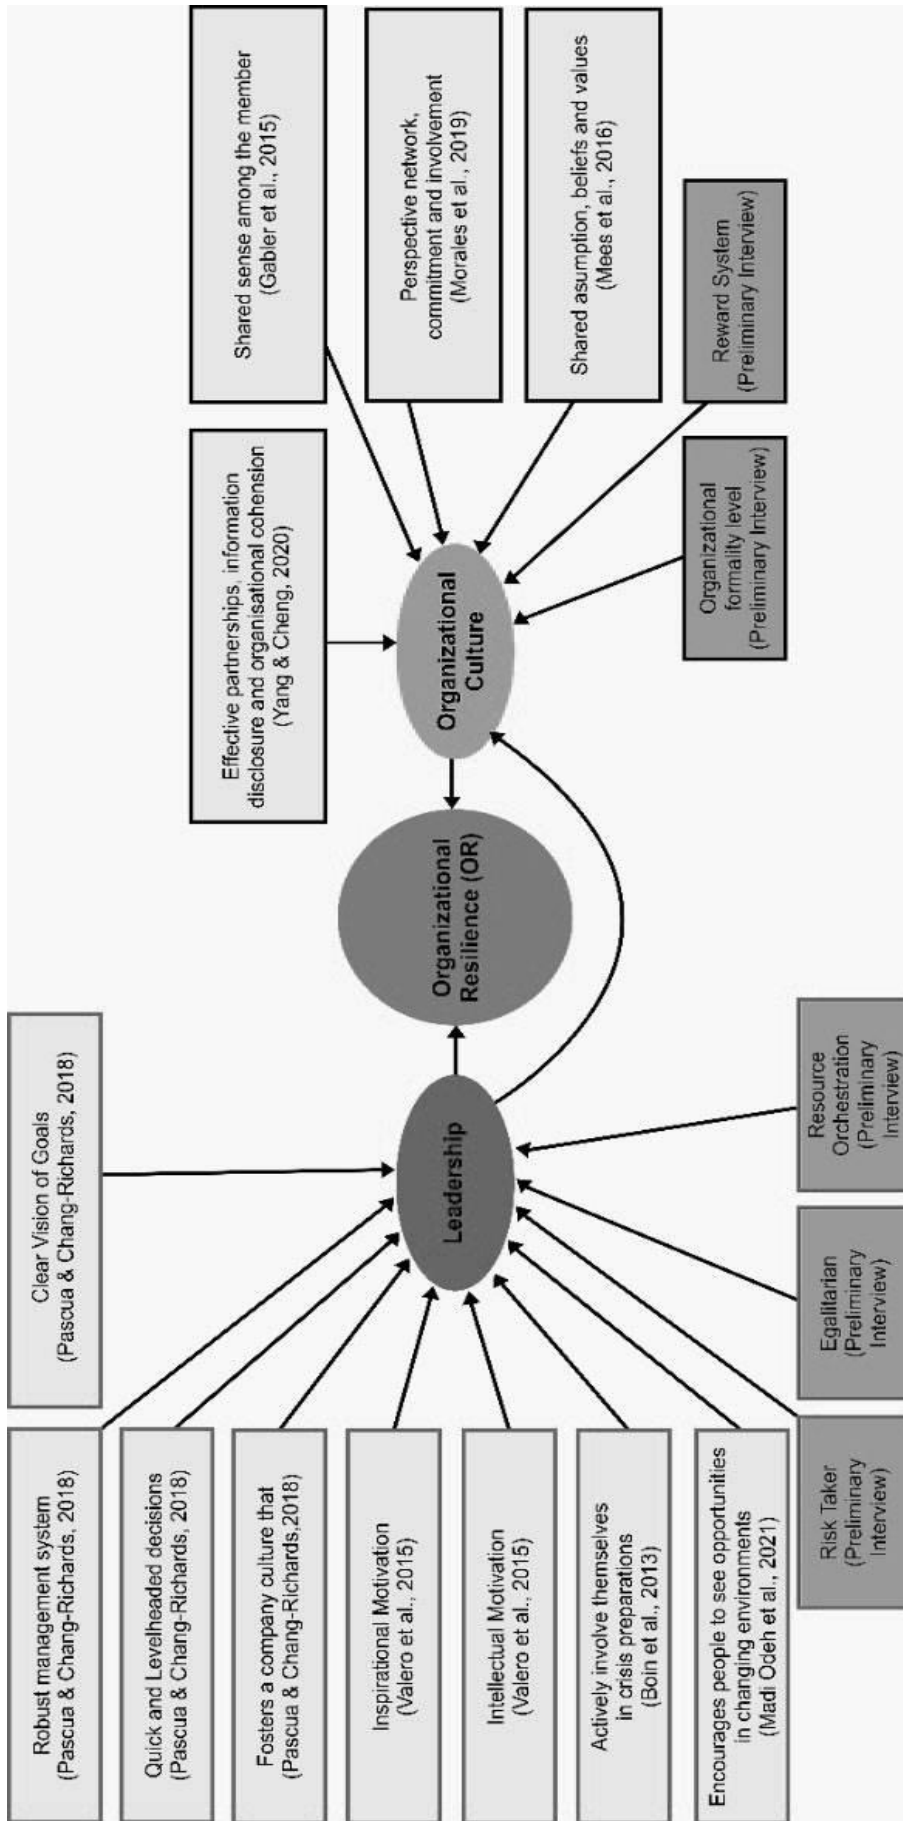 Clear Vision of Goals
(Pascua & Chang-Richards, 2018)
Robust management system
(Pascua & Chang-Richards, 2018)
Quick and Levelheaded decisions
(Pascua & Chang-Richards, 2018)
Fosters a company culture that
(Pascua & Chang-Richards,2018)
Inspirational Motivation
(Valero et al., 2015)
Intellectual Motivation
(Valero et al., 2015)
Actively involve themselves
in crisis preparations
(Boin et al., 2013)
Encourages people to see opportunities
in changing environments
(Madi Odeh et al., 2021)
Risk Taker
(Preliminary
Interview)
Egalitarian
(Preliminary
Interview)
Resource
Orchestration
(Preliminary
Interview)
Leadership
Organizational
Resilience (OR)
Organizational
Culture
Effective partnerships, information
disclosure and organisational cohension
(Yang & Cheng, 2020)
Shared sense among the member
(Gabler et al., 2015)
Perspective network,
commitment and involvement
(Morales et al., 2019)
Shared asumption, beliefs and values
(Mees et al., 2016)
Reward System
(Preliminary Interview)
Organizational
formality level
(Preliminary Interview)